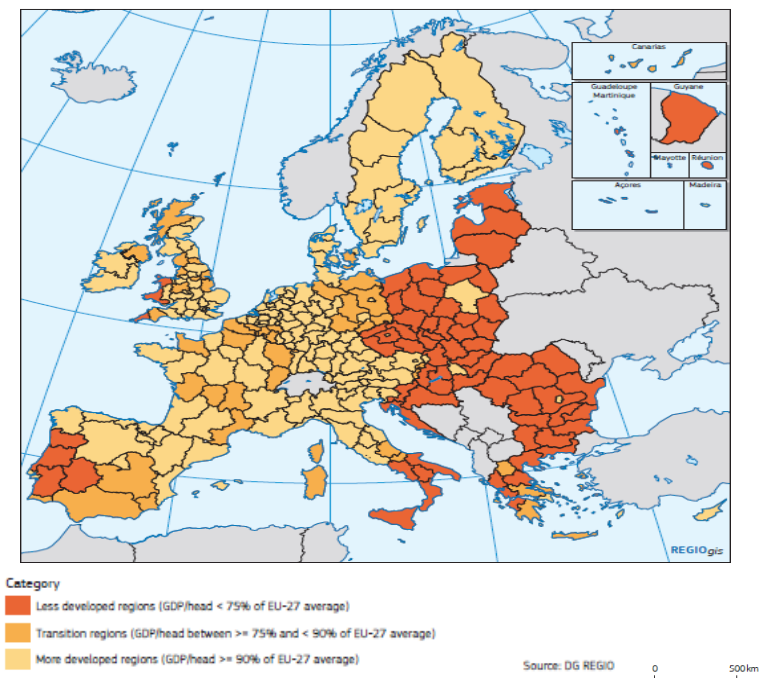 Canarias
Guadeloupe
Martinique
Guyane
Mayotte
Réunion
Açores
Madeira
REGIOgis
Category
Less developed regions (GDP/head < 75% of EU-27 average)
Transition regions (GDP/head between >= 75% and < 90% of EU-27 average)
More developed regions (GDP/head >= 90% of EU-27 average)
Source: DG REGIO
0
500km